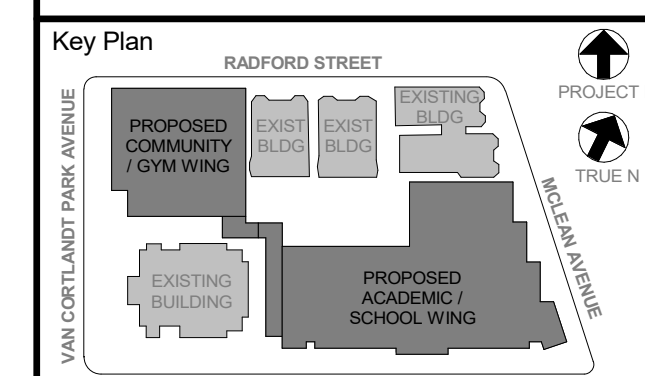 Key Plan
RADFORD STREET
PROJECT
TRUE N
VAN CORTLANDT PARK AVENUE
PROPOSED
COMMUNITY
/ GYM WING
EXIST
BLDG
EXIST
BLDG
EXISTING
BLDG
MCLEAN AVENUE
EXISTING
BUILDING
PROPOSED
ACADEMIC /
SCHOOL WING